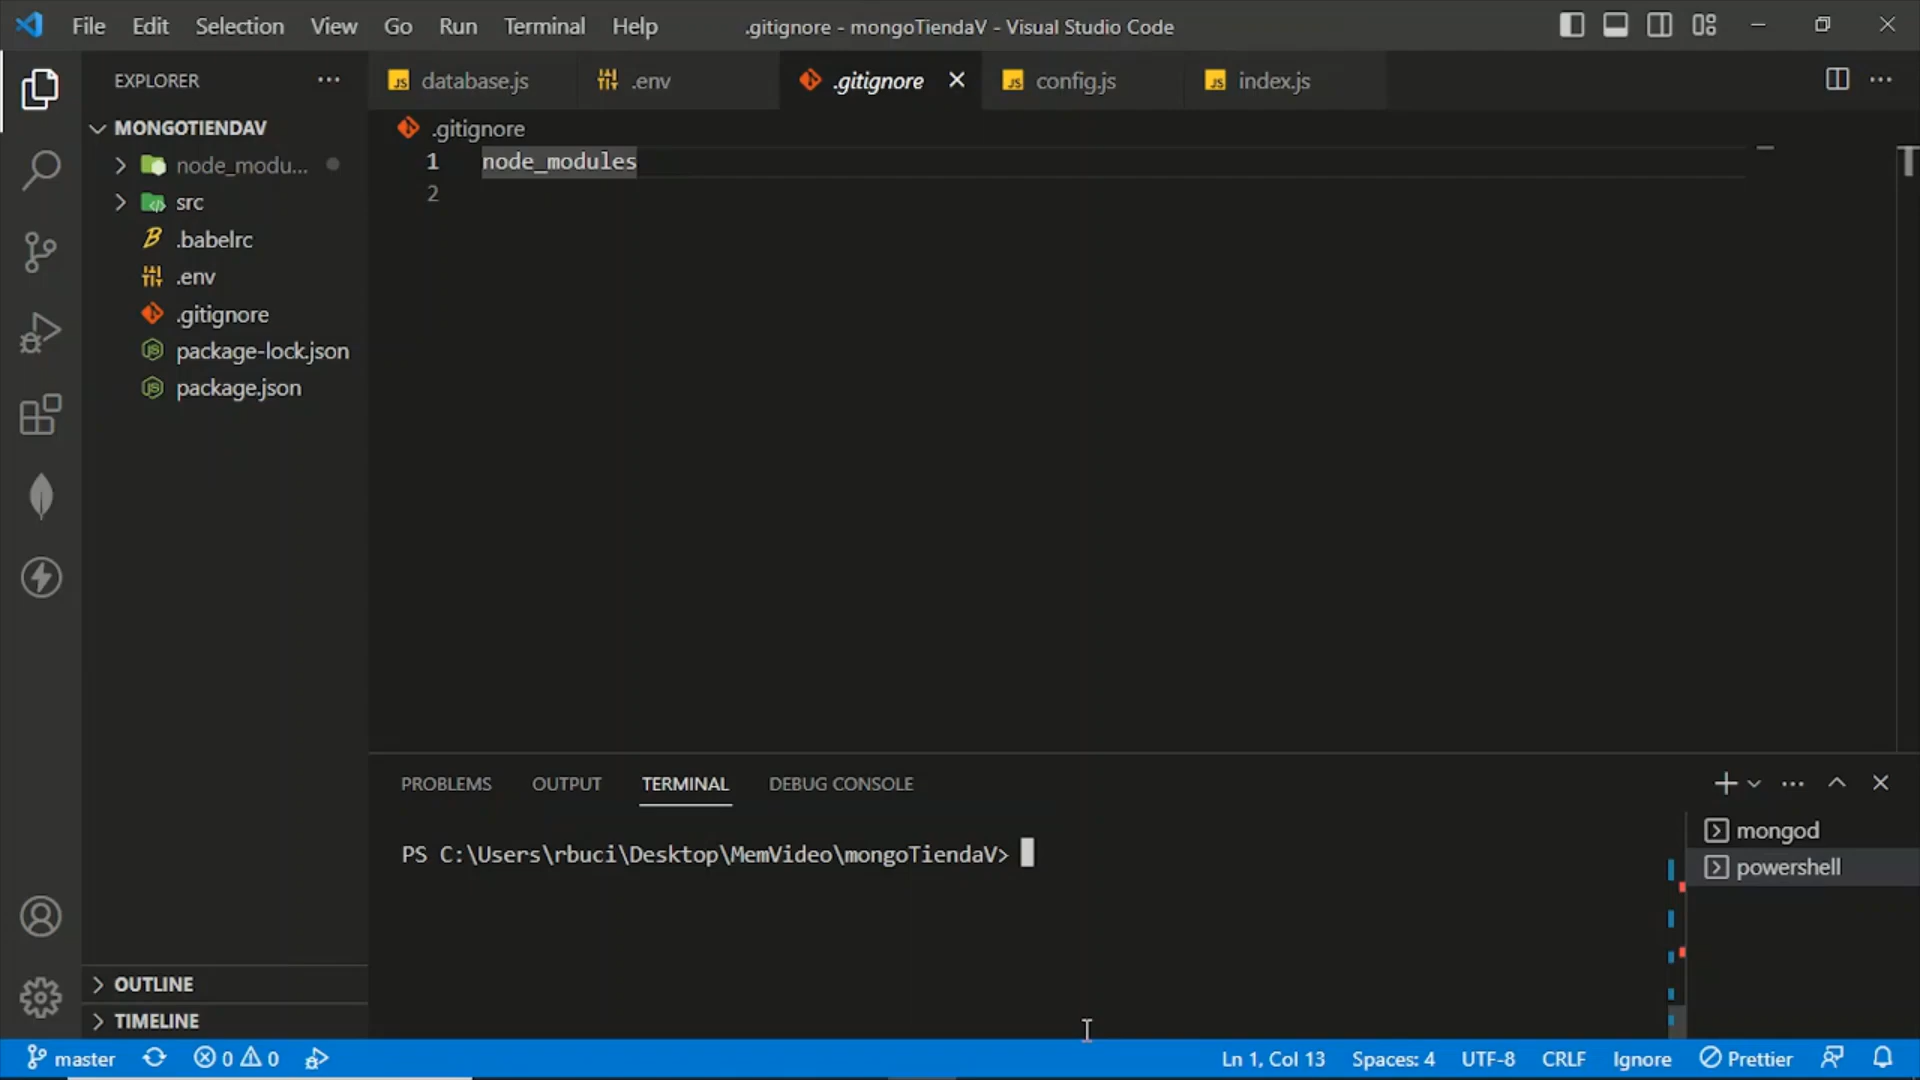 File Edit Selection View Go Run Terminal Help .gitignore - mongoTiendaV - Visual Studio Code
EXPLORER
database.js .env .gitignore config.js index.js
MONGOTIENDAV
node_modu...
src
.babelrc
.env
.gitignore
package-lock.json
package.json
.gitignore
1 node_modules
2
PROBLEMS OUTPUT TERMINAL DEBUG CONSOLE
PS C:\Users\rbuci\Desktop\MemVideo\mongoTiendaV>
mongod
powershell
OUTLINE
TIMELINE
master 0 0 Ln 1, Col 13 Spaces: 4 UTF-8 CRLF Ignore Prettier